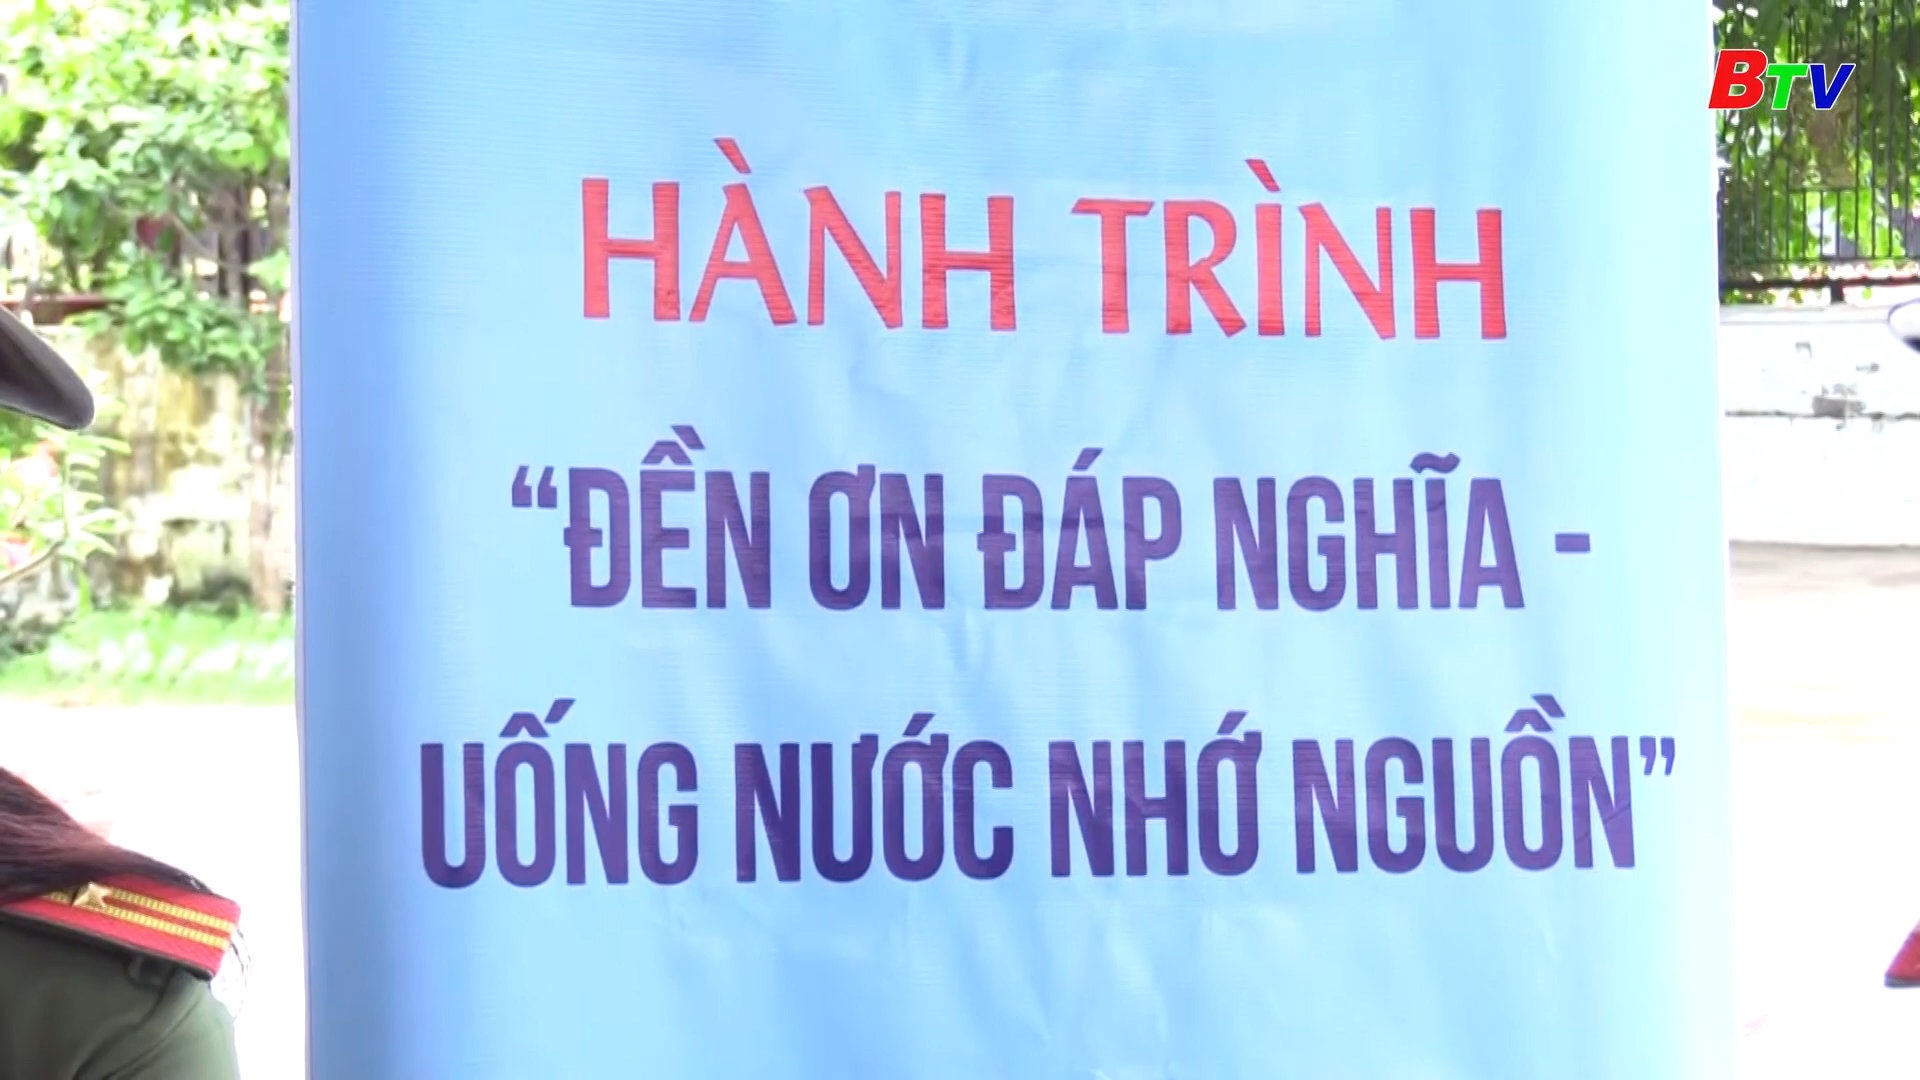 BTV
HÀNH TRÌNH
“ĐỀN ƠN ĐÁP NGHĨA -
UỐNG NƯỚC NHỚ NGUỒN”